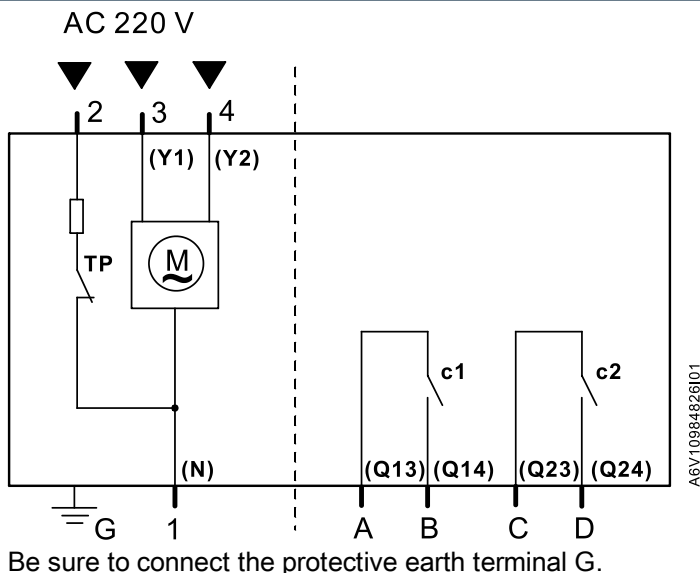 AC 220 V
2 3 4
(Y1) (Y2)
TP
M
c1 c2
(N) (Q13) (Q14) (Q23) (Q24)
G 1 A B C D
A6V10984826I01
Be sure to connect the protective earth terminal G.